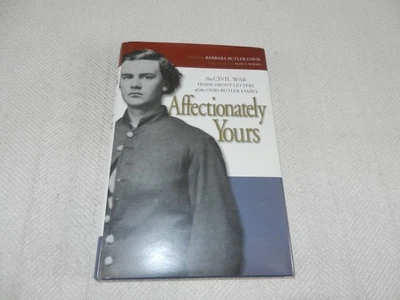 BARBARA BUTLER DAVIS
The CIVIL WAR
HOME-FRONT LETTERS
of the OVID BUTLER FAMILY
Affectionately
Yours